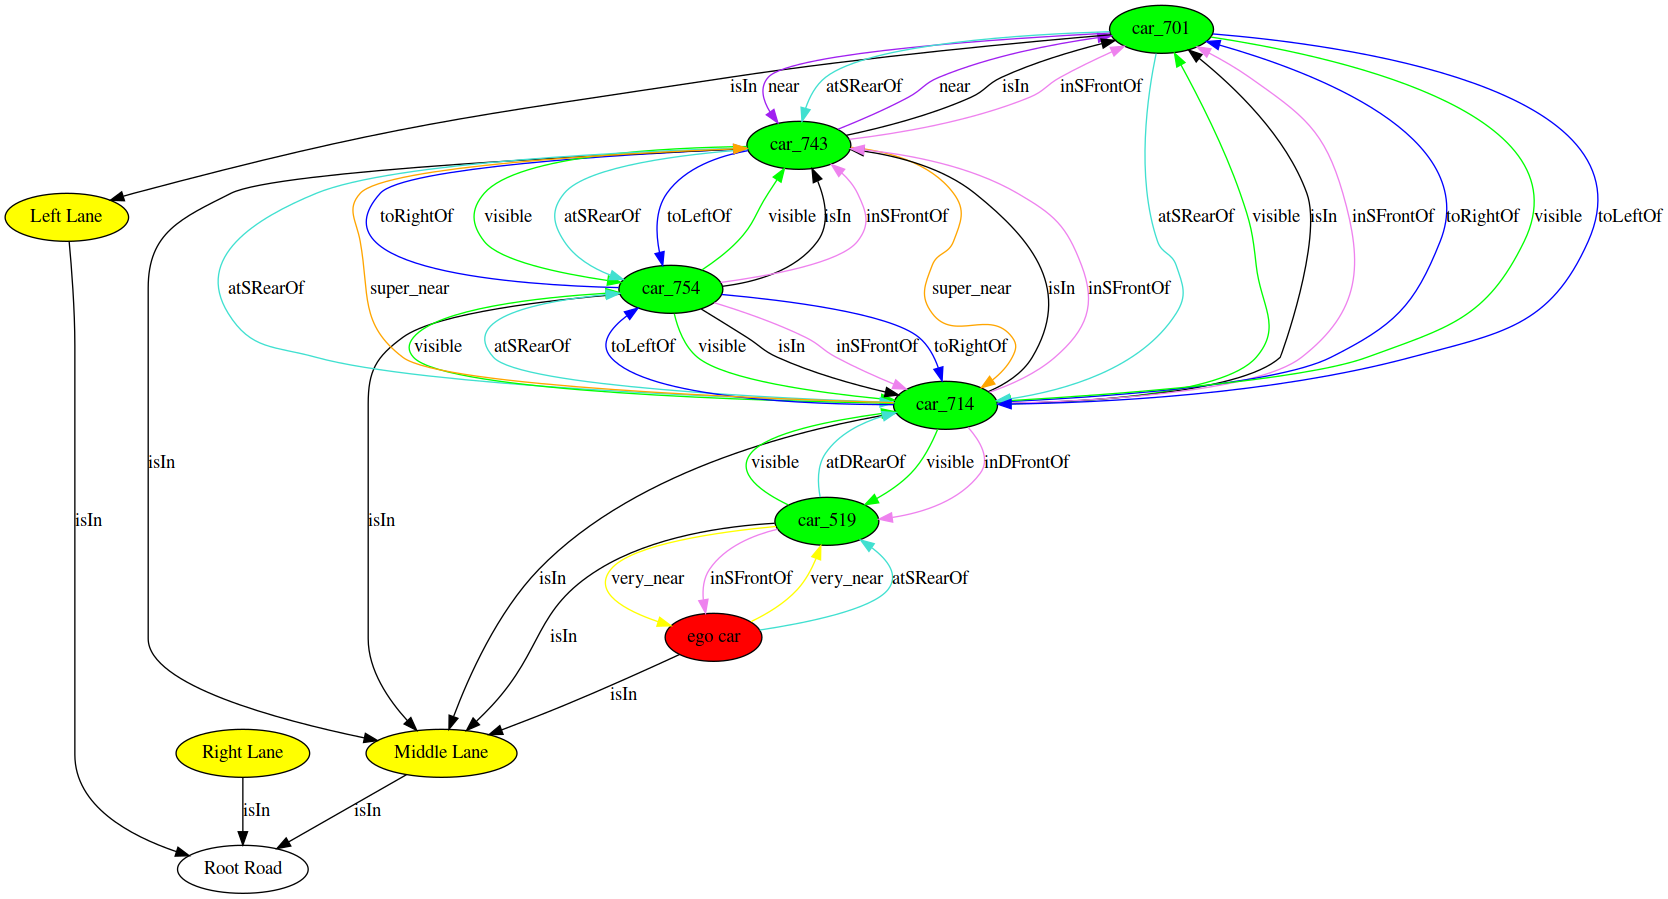 car_701
isIn near atSRearOf near isIn inSFrontOf
car_743
Left Lane toRightOf visible atSRearOf toLeftOf visible isIn inSFrontOf atSRearOf visible isIn inSFrontOf toRightOf visible toLeftOf
atSRearOf super_near car_754 super_near isIn inSFrontOf
visible atSRearOf toLeftOf visible isIn inSFrontOf toRightOf
car_714
isIn visible atDRearOf visible inDFrontOf
isIn isIn car_519
isIn very_near inSFrontOf very_near atSRearOf
isIn ego car
isIn
Right Lane Middle Lane
isIn isIn
Root Road